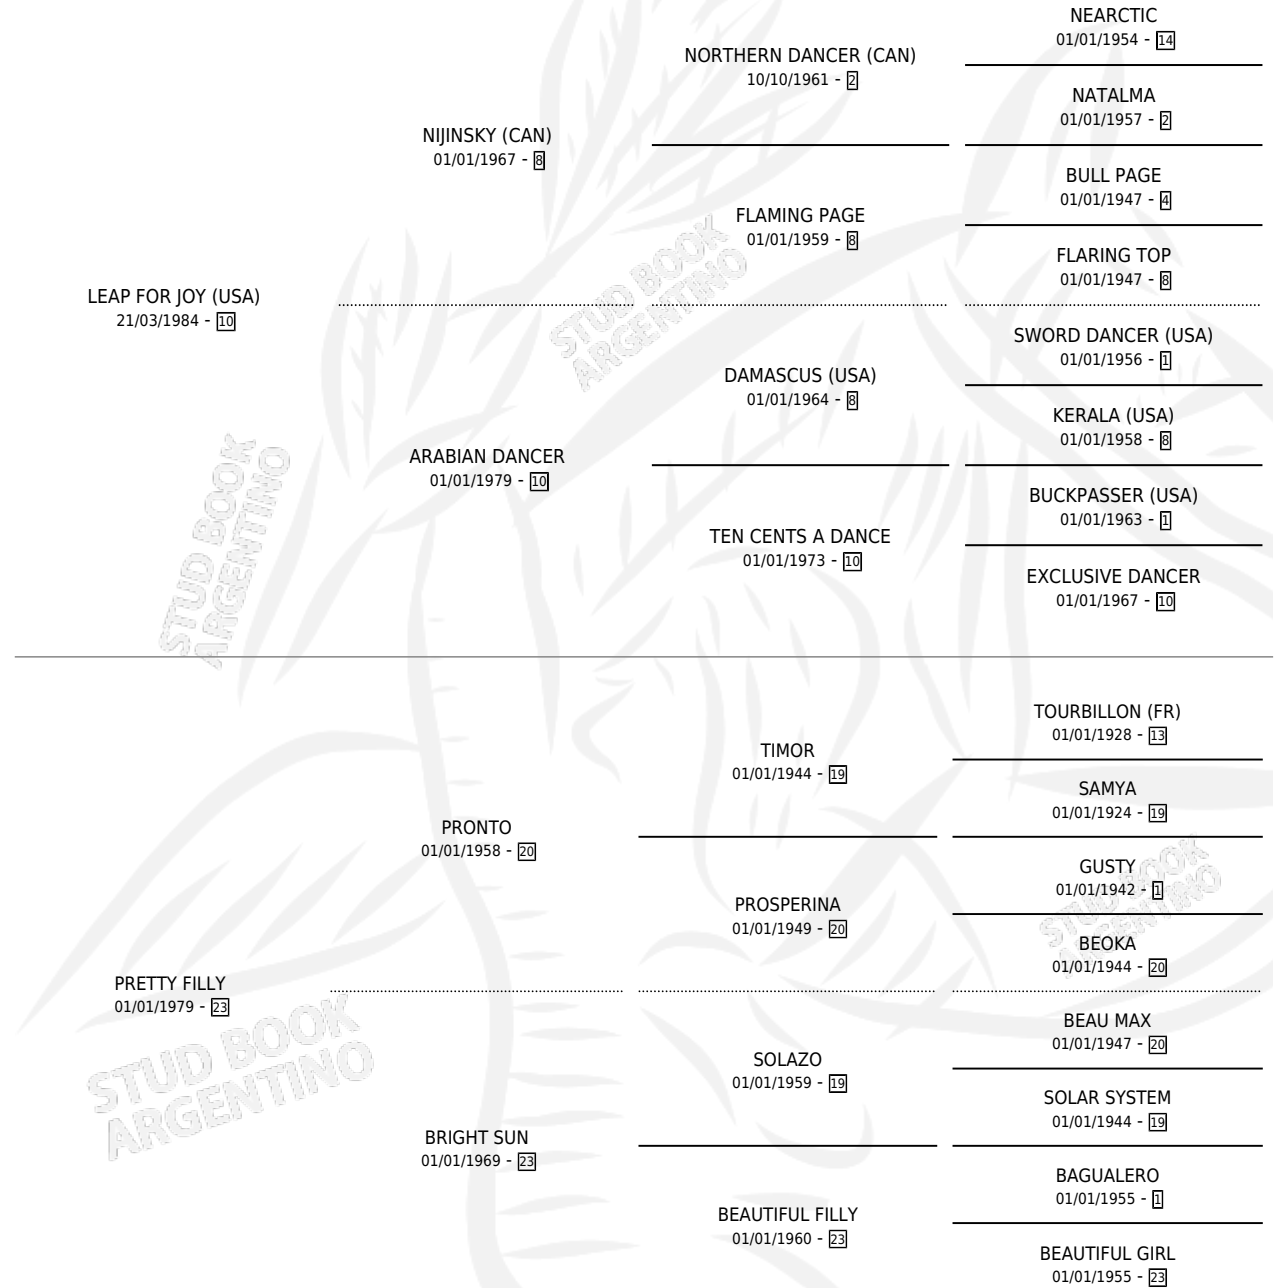 NEARCTIC
01/01/1954 - 14
NORTHERN DANCER (CAN)
10/10/1961 - 2
NATALMA
01/01/1957 - 2
NIJINSKY (CAN)
01/01/1967 - 8
BULL PAGE
01/01/1947 - 4
FLAMING PAGE
01/01/1959 - 8
FLARING TOP
01/01/1947 - 8
LEAP FOR JOY (USA)
21/03/1984 - 10
STUD BOOK
ARGENTINO
SWORD DANCER (USA)
01/01/1956 - 1
DAMASCUS (USA)
01/01/1964 - 8
KERALA (USA)
01/01/1958 - 8
ARABIAN DANCER
01/01/1979 - 10
BUCKPASSER (USA)
01/01/1963 - 1
TEN CENTS A DANCE
01/01/1973 - 10
EXCLUSIVE DANCER
01/01/1967 - 10
STUD BOOK
ARGENTINO
TOURBILLON (FR)
01/01/1928 - 13
TIMOR
01/01/1944 - 19
SAMYA
01/01/1924 - 19
PRONTO
01/01/1958 - 20
GUSTY
01/01/1942 - 1
PROSPERINA
01/01/1949 - 20
STUD BOOK
ARGENTINO
BEOKA
01/01/1944 - 20
PRETTY FILLY
01/01/1979 - 23
STUD BOOK
ARGENTINO
BEAU MAX
01/01/1947 - 20
SOLAZO
01/01/1959 - 19
SOLAR SYSTEM
01/01/1944 - 19
BRIGHT SUN
01/01/1969 - 23
BAGUALERO
01/01/1955 - 1
BEAUTIFUL FILLY
01/01/1960 - 23
BEAUTIFUL GIRL
01/01/1955 - 23